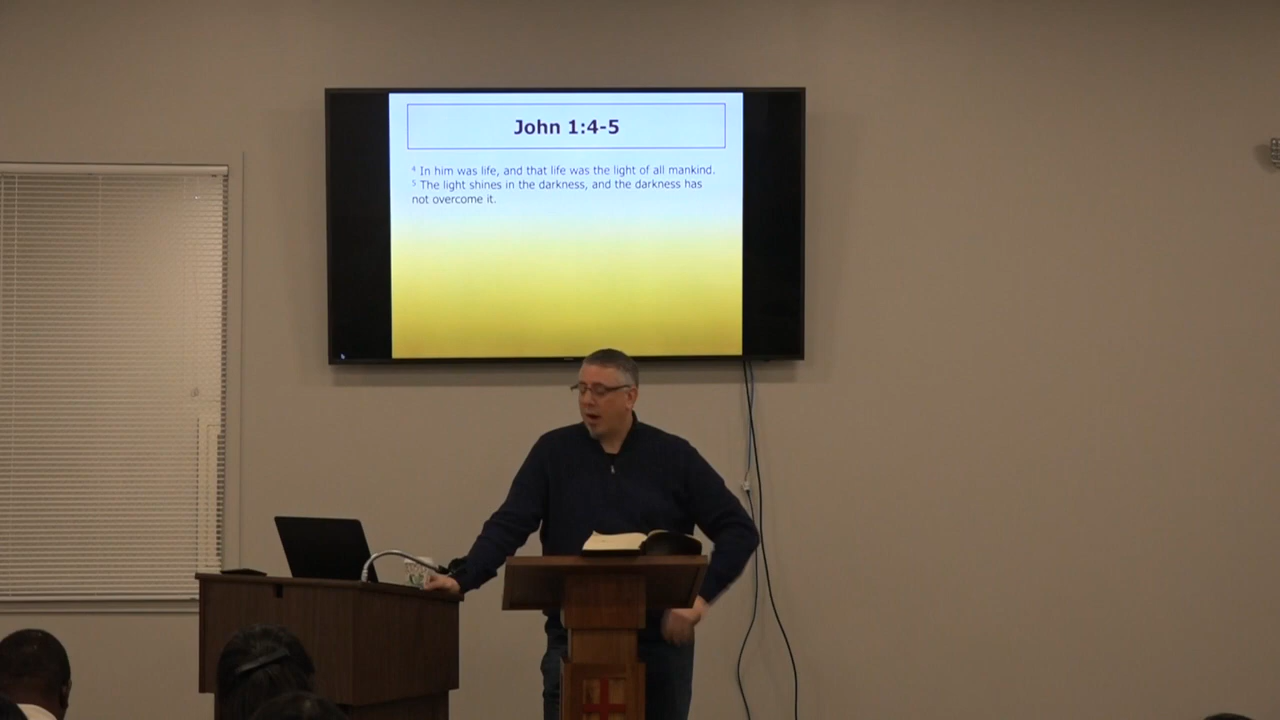 John 1:4-5
⁴ In him was life, and that life was the light of all mankind.
⁵ The light shines in the darkness, and the darkness has
not overcome it.